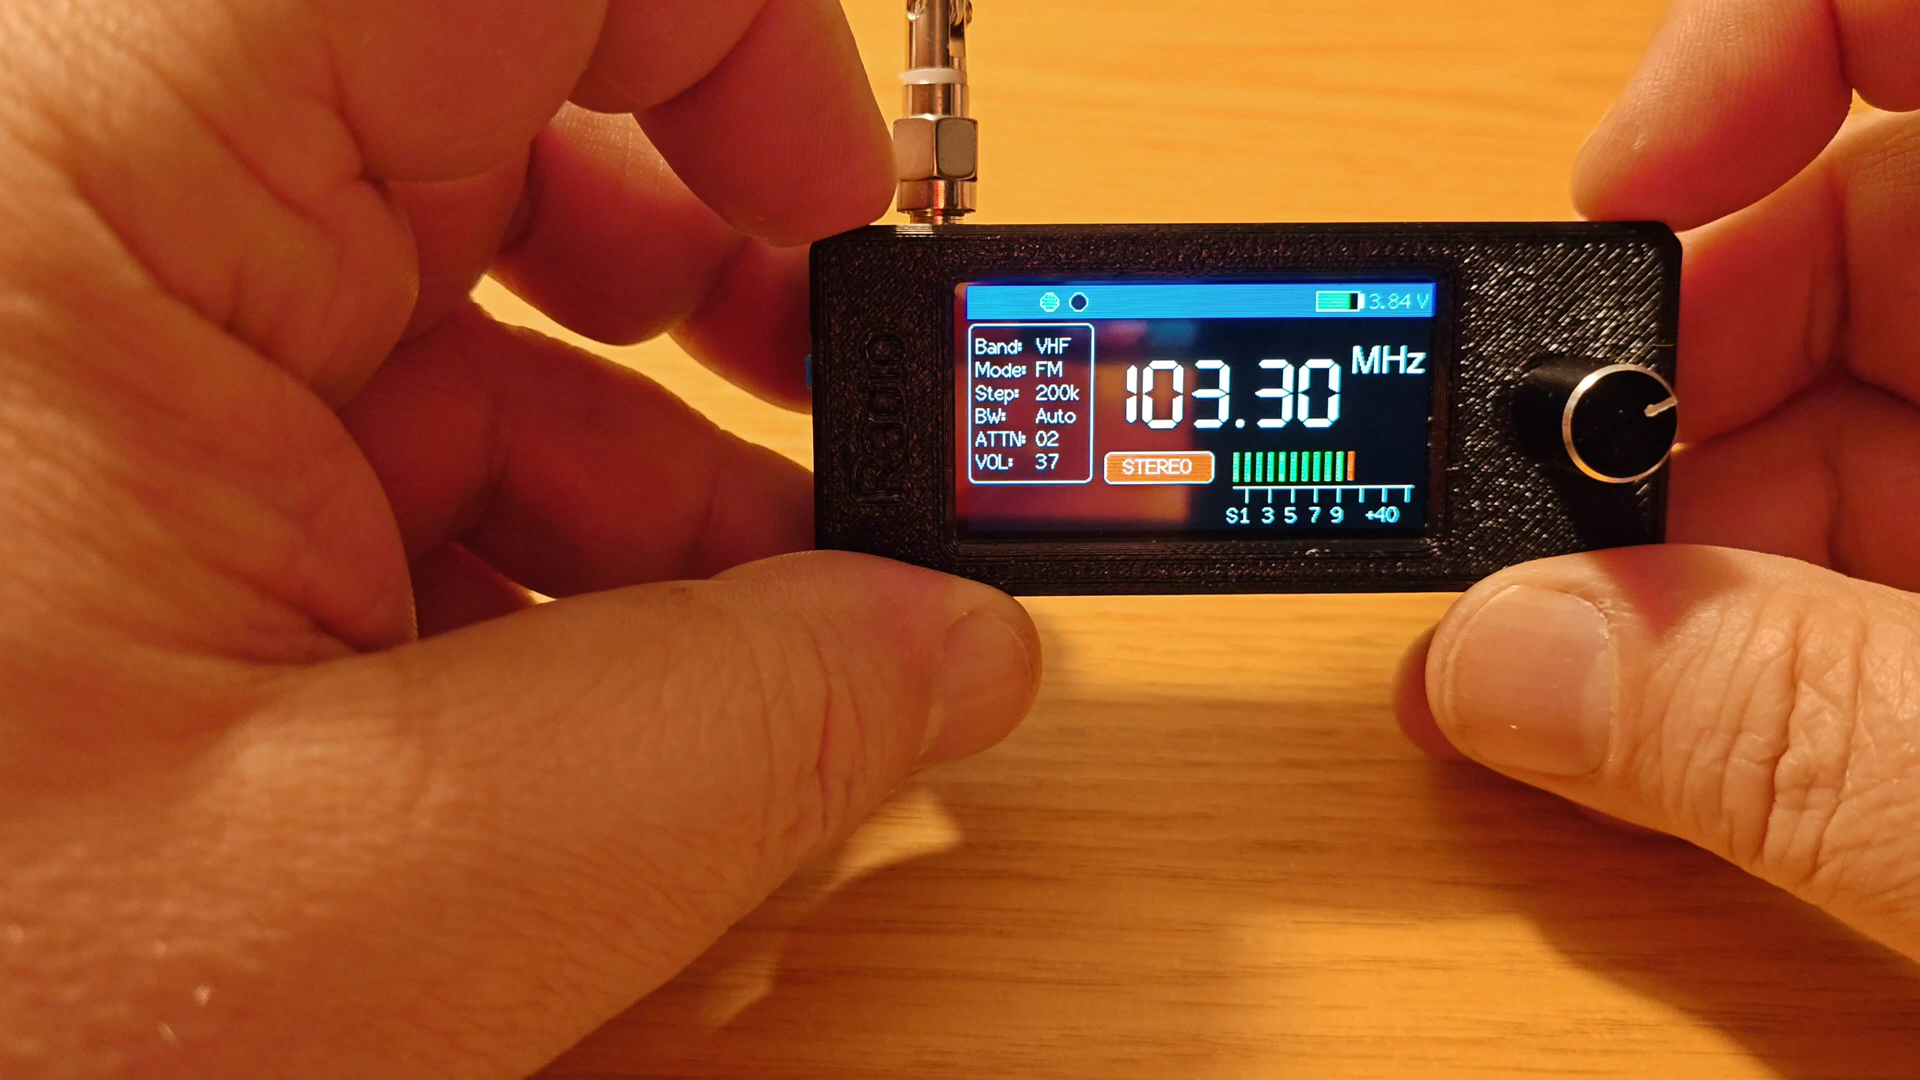 3.84 V
Band: VHF
Mode: FM
Step: 200k
BW: Auto
ATTN: 02
VOL: 37
103.30 MHz
STEREO
S1 3 5 7 9 +40